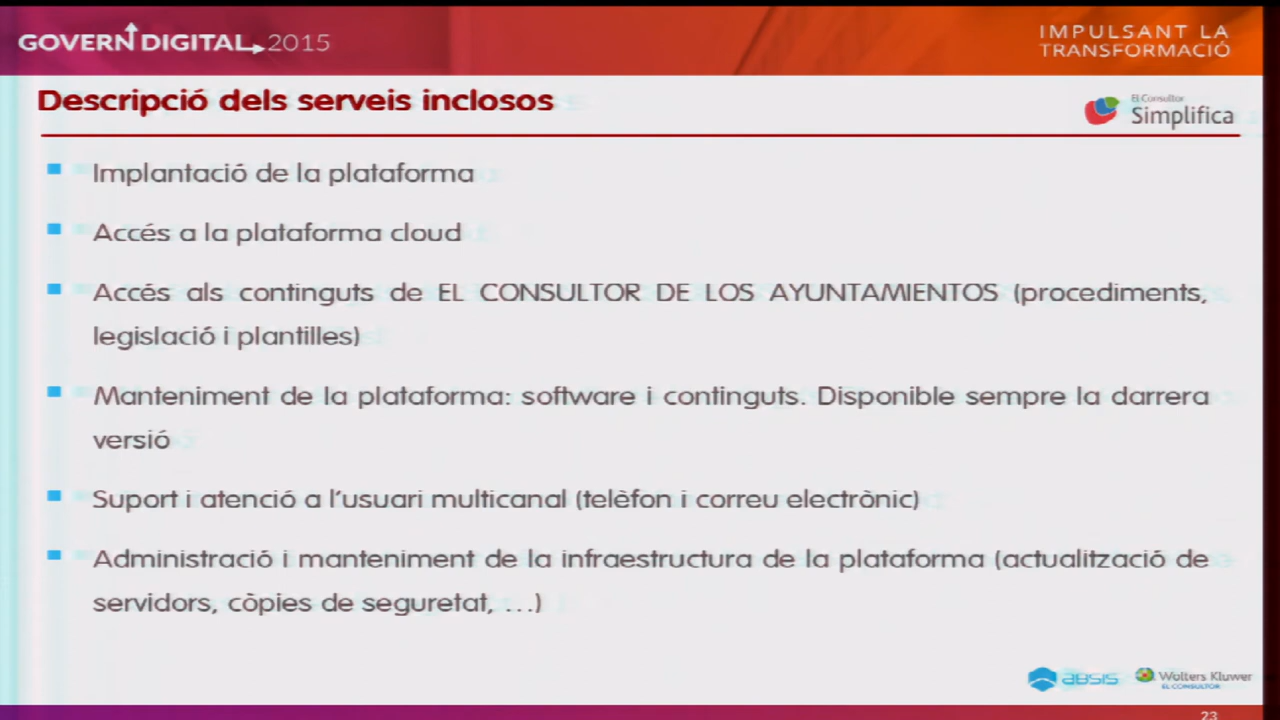 GOVERN DIGITAL 2015
IMPULSANT LA
TRANSFORMACIÓ
Descripció dels serveis inclosos
El Consultor
Simplifica
Implantació de la plataforma
Accés a la plataforma cloud
Accés als continguts de EL CONSULTOR DE LOS AYUNTAMIENTOS (procediments,
legislació i plantilles)
Manteniment de la plataforma: software i continguts. Disponible sempre la darrera
versió
Suport i atenció a l'usuari multicanal (telèfon i correu electrònic)
Administració i manteniment de la infraestructura de la plataforma (actualització de
servidors, còpies de seguretat, ...)
absis
Wolters Kluwer
EL CONSULTOR
23